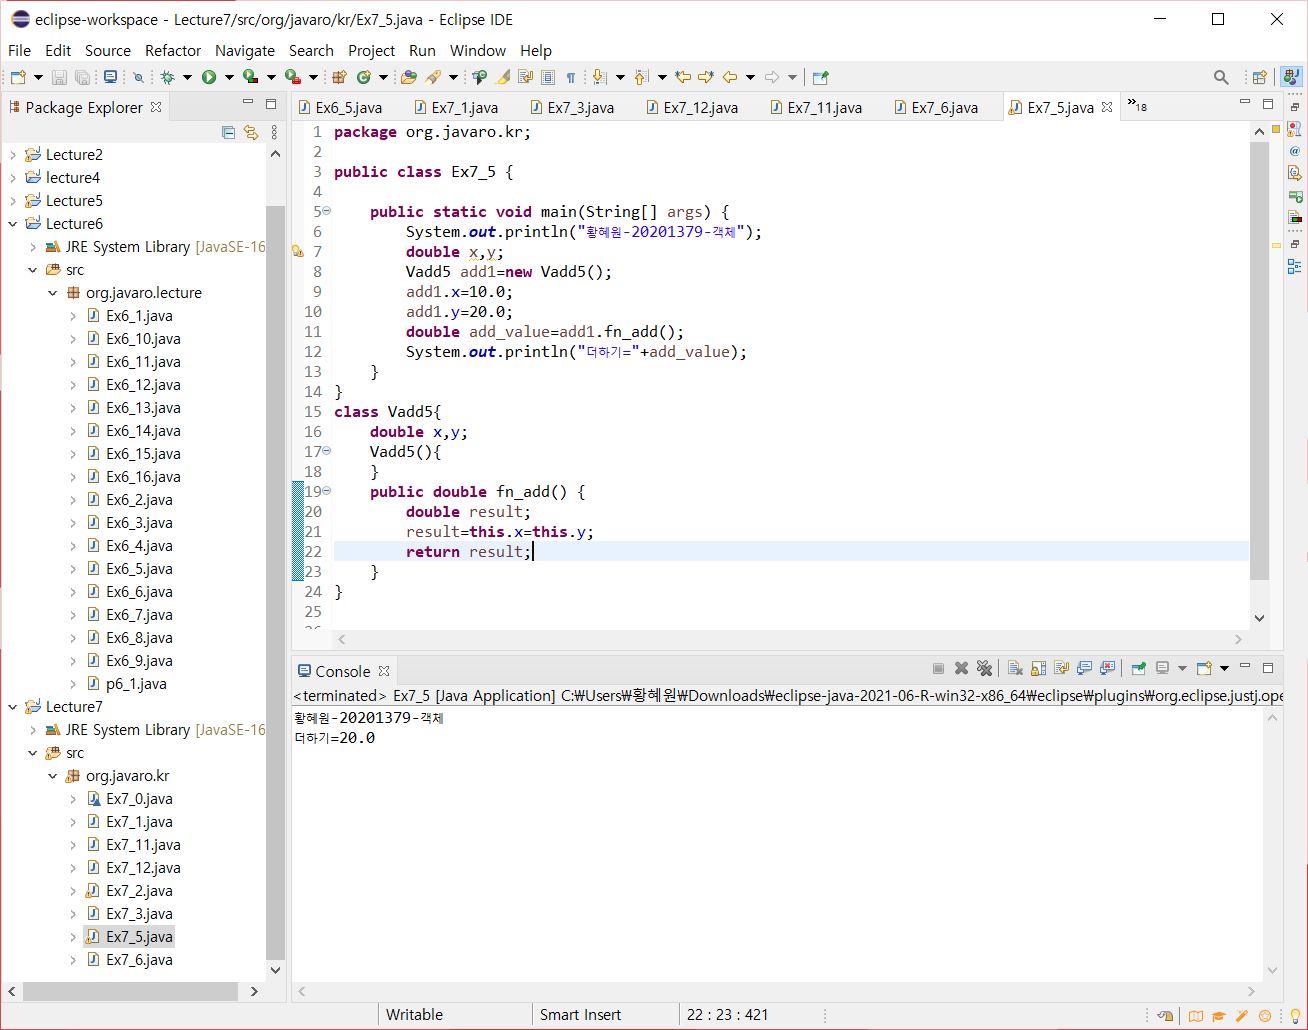 eclipse-workspace - Lecture7/src/org/javaro/kr/Ex7_5.java - Eclipse IDE
File Edit Source Refactor Navigate Search Project Run Window Help
Package Explorer
Lecture2
lecture4
Lecture5
Lecture6
JRE System Library [JavaSE-16
src
org.javaro.lecture
Ex6_1.java
Ex6_10.java
Ex6_11.java
Ex6_12.java
Ex6_13.java
Ex6_14.java
Ex6_15.java
Ex6_16.java
Ex6_2.java
Ex6_3.java
Ex6_4.java
Ex6_5.java
Ex6_6.java
Ex6_7.java
Ex6_8.java
Ex6_9.java
p6_1.java
Lecture7
JRE System Library [JavaSE-16
src
org.javaro.kr
Ex7_0.java
Ex7_1.java
Ex7_11.java
Ex7_12.java
Ex7_2.java
Ex7_3.java
Ex7_5.java
Ex7_6.java
Ex6_5.java Ex7_1.java Ex7_3.java Ex7_12.java Ex7_11.java Ex7_6.java Ex7_5.java »18
1 package org.javaro.kr;
2
3 public class Ex7_5 {
4
5 public static void main(String[] args) {
6 System.out.println("황혜원-20201379-객체");
7 double x,y;
8 Vadd5 add1=new Vadd5();
9 add1.x=10.0;
10 add1.y=20.0;
11 double add_value=add1.fn_add();
12 System.out.println("더하기="+add_value);
13 }
14 }
15 class Vadd5{
16 double x,y;
17 Vadd5(){
18 }
19 public double fn_add() {
20 double result;
21 result=this.x=this.y;
22 return result;
23 }
24 }
25
Console
<terminated> Ex7_5 [Java Application] C:₩Users₩황혜원₩Downloads₩eclipse-java-2021-06-R-win32-x86_64₩eclipse₩plugins₩org.eclipse.justj.ope
황혜원-20201379-객체
더하기=20.0
Writable Smart Insert 22 : 23 : 421